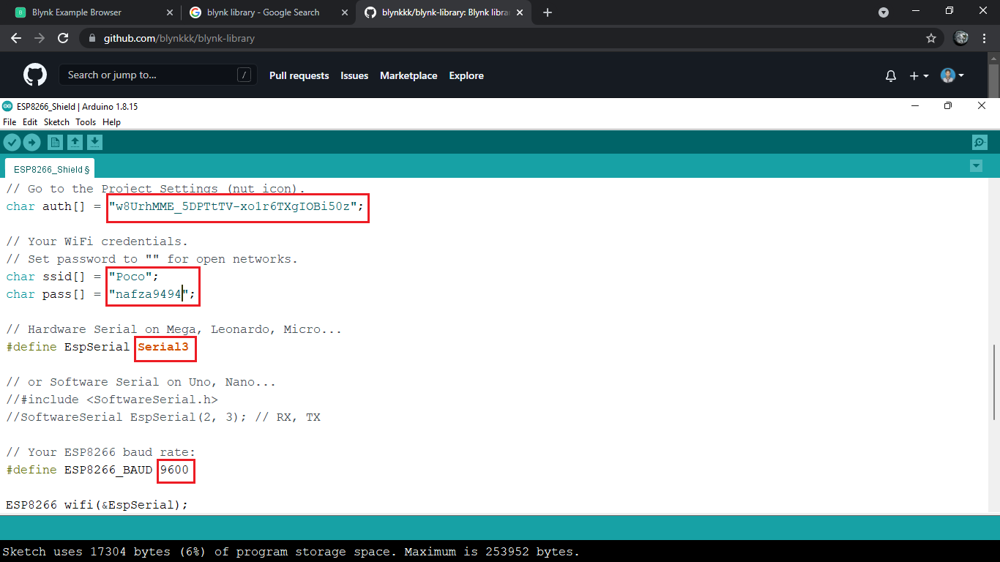 Blynk Example Browser
blynk library - Google Search
blynkkk/blynk-library: Blynk libra
github.com/blynkkk/blynk-library
Search or jump to...
/
Pull requests
Issues
Marketplace
Explore
ESP8266_Shield | Arduino 1.8.15
File Edit Sketch Tools Help
ESP8266_Shield §
// Go to the Project Settings (nut icon).
char auth[] = "w8UrhMME_5DPTtTV-xo1r6TXgIOBi50z";
// Your WiFi credentials.
// Set password to "" for open networks.
char ssid[] = "Poco";
char pass[] = "nafza9494";
// Hardware Serial on Mega, Leonardo, Micro...
#define EspSerial Serial3
// or Software Serial on Uno, Nano...
//#include <SoftwareSerial.h>
//SoftwareSerial EspSerial(2, 3); // RX, TX
// Your ESP8266 baud rate:
#define ESP8266_BAUD 9600
ESP8266 wifi(&EspSerial);
Sketch uses 17304 bytes (6%) of program storage space. Maximum is 253952 bytes.